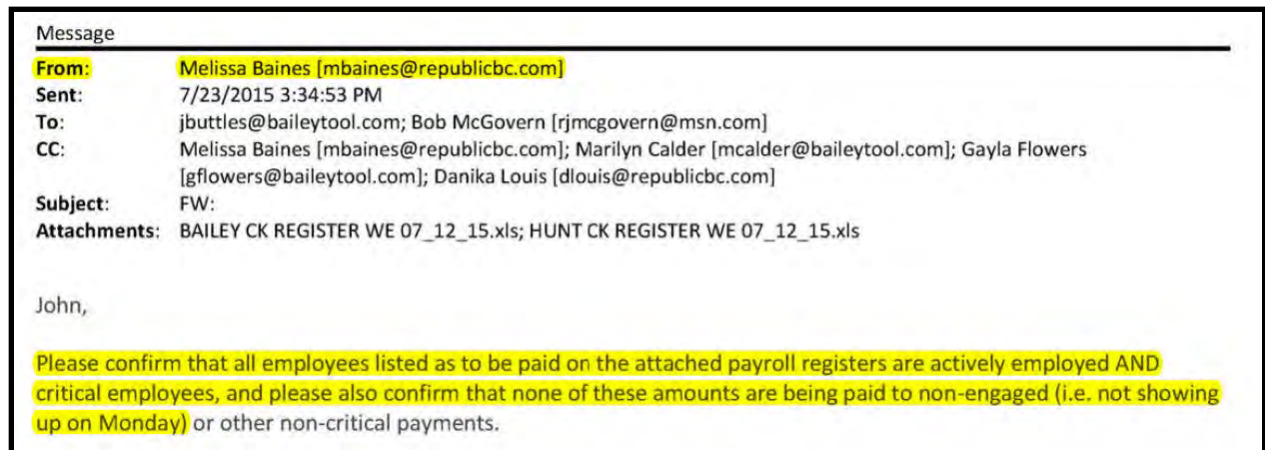 Message
From: Melissa Baines [mbaines@republicbc.com]
Sent: 7/23/2015 3:34:53 PM
To: jbuttles@baileytool.com; Bob McGovern [rjmcgovern@msn.com]
CC: Melissa Baines [mbaines@republicbc.com]; Marilyn Calder [mcalder@baileytool.com]; Gayla Flowers
[gflowers@baileytool.com]; Danika Louis [dlouis@republicbc.com]
Subject: FW:
Attachments: BAILEY CK REGISTER WE 07_12_15.xls; HUNT CK REGISTER WE 07_12_15.xls
John,
Please confirm that all employees listed as to be paid on the attached payroll registers are actively employed AND
critical employees, and please also confirm that none of these amounts are being paid to non-engaged (i.e. not showing
up on Monday) or other non-critical payments.